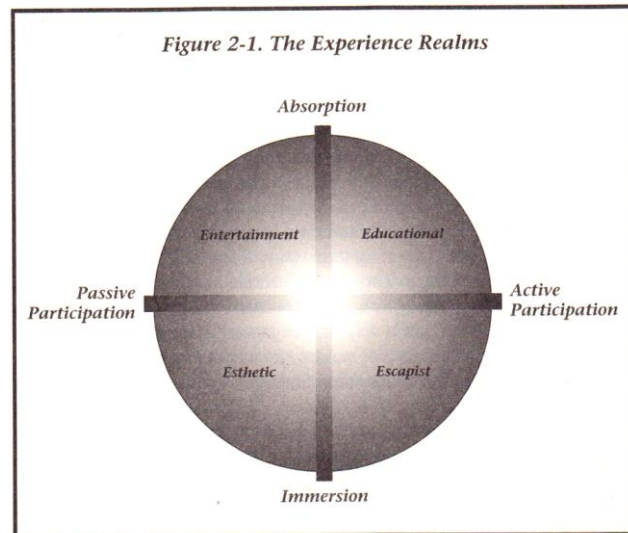 Figure 2-1. The Experience Realms
Absorption
Entertainment
Educational
Passive
Participation
Active
Participation
Esthetic
Escapist
Immersion